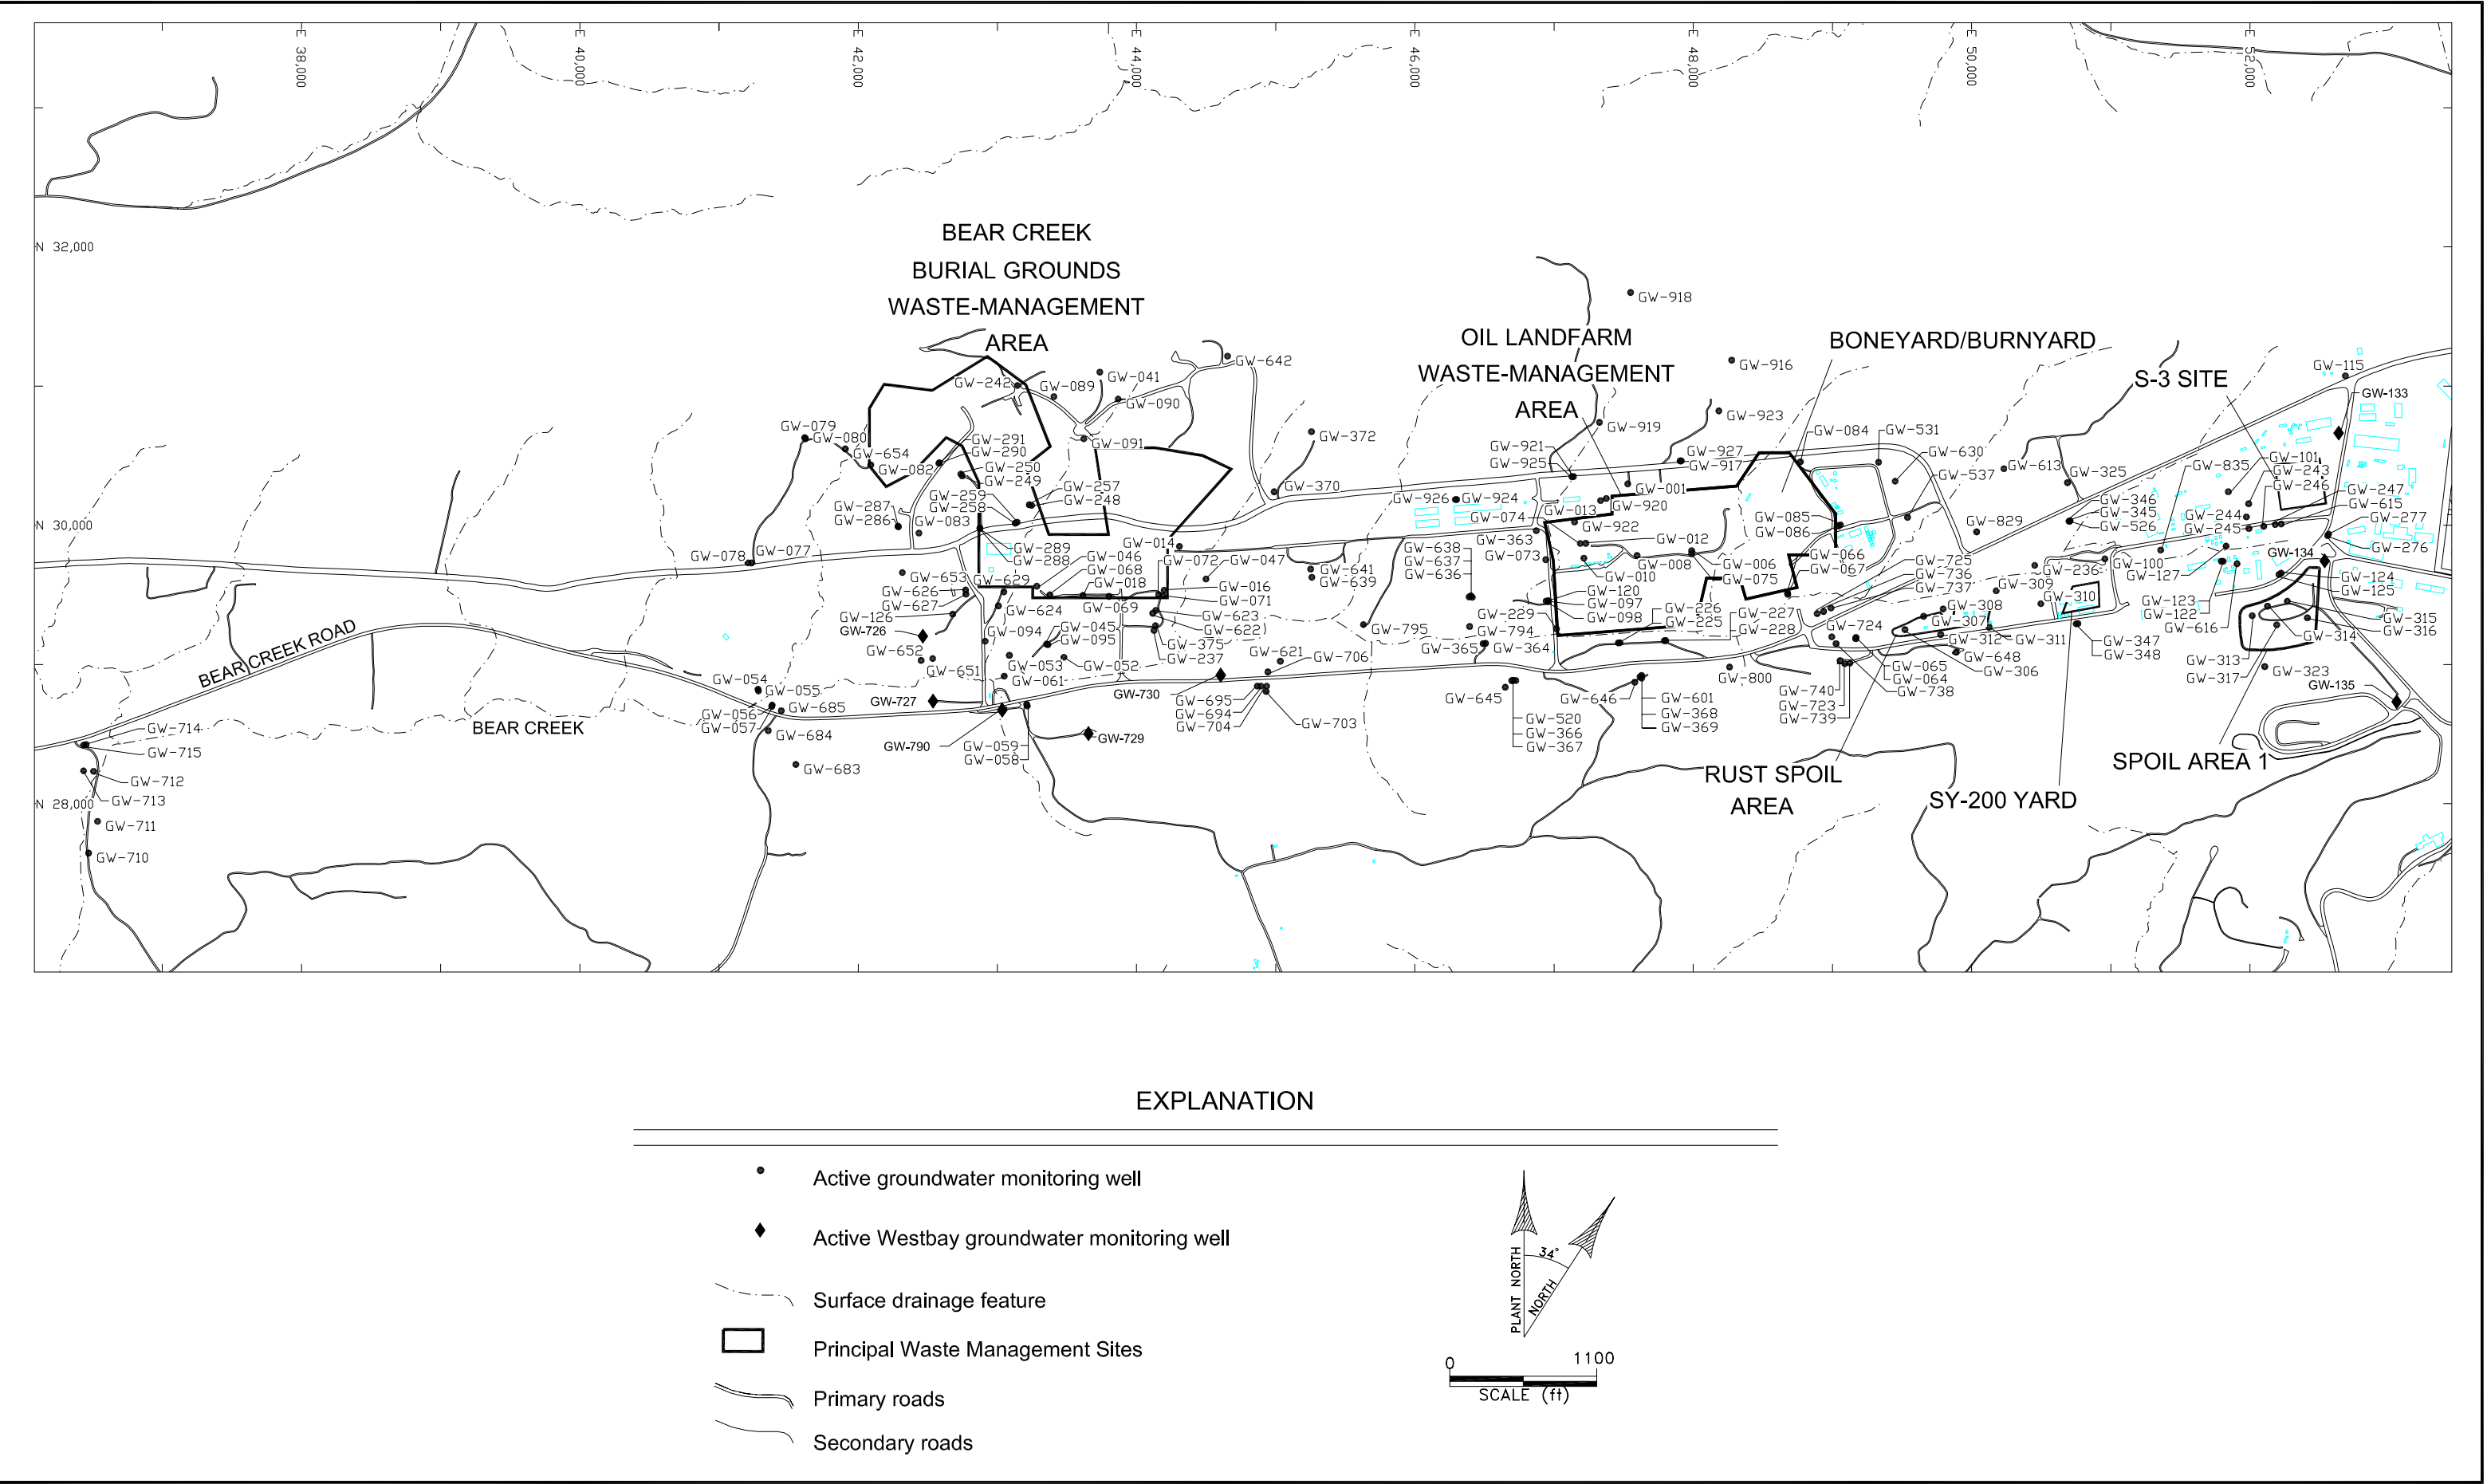 E 38,000
E 40,000
E 42,000
E 44,000
E 46,000
E 48,000
E 50,000
E 52,000
N 32,000
N 30,000
N 28,000
BEAR CREEK
BURIAL GROUNDS
WASTE-MANAGEMENT
AREA
OIL LANDFARM
WASTE-MANAGEMENT
AREA
BONEYARD/BURNYARD
S-3 SITE
RUST SPOIL
AREA
SY-200 YARD
SPOIL AREA 1
BEAR CREEK ROAD
BEAR CREEK
GW-714
GW-715
GW-712
GW-713
GW-711
GW-710
GW-079
GW-080
GW-654
GW-082
GW-242
GW-089
GW-041
GW-090
GW-642
GW-091
GW-291
GW-290
GW-250
GW-249
GW-259
GW-258
GW-257
GW-248
GW-287
GW-286
GW-083
GW-078
GW-077
GW-289
GW-288
GW-046
GW-068
GW-018
GW-014
GW-072
GW-047
GW-372
GW-370
GW-641
GW-639
GW-653
GW-629
GW-626
GW-627
GW-126
GW-726
GW-624
GW-069
GW-016
GW-071
GW-623
GW-622)
GW-375
GW-237
GW-094
GW-045
GW-095
GW-652
GW-651
GW-053
GW-052
GW-061
GW-621
GW-706
GW-054
GW-055
GW-056
GW-057
GW-685
GW-684
GW-683
GW-727
GW-790
GW-059
GW-058
GW-729
GW-730
GW-695
GW-694
GW-704
GW-703
GW-795
GW-918
GW-916
GW-923
GW-919
GW-921
GW-925
GW-927
GW-917
GW-084
GW-531
GW-630
GW-537
GW-926
GW-924
GW-001
GW-920
GW-013
GW-074
GW-922
GW-363
GW-073
GW-012
GW-008
GW-010
GW-006
GW-075
GW-085
GW-086
GW-066
GW-067
GW-638
GW-637
GW-636
GW-120
GW-097
GW-098
GW-229
GW-794
GW-365
GW-364
GW-226
GW-225
GW-227
GW-228
GW-725
GW-736
GW-737
GW-724
GW-645
GW-520
GW-366
GW-367
GW-646
GW-601
GW-368
GW-369
GW-800
GW-740
GW-723
GW-739
GW-065
GW-064
GW-738
GW-648
GW-306
GW-308
GW-307
GW-312
GW-311
GW-309
GW-310
GW-236
GW-347
GW-348
GW-829
GW-613
GW-325
GW-346
GW-345
GW-526
GW-835
GW-101
GW-243
GW-246
GW-247
GW-615
GW-277
GW-276
GW-244
GW-245
GW-115
GW-133
GW-134
GW-100
GW-127
GW-123
GW-122
GW-616
GW-124
GW-125
GW-315
GW-316
GW-314
GW-313
GW-317
GW-323
GW-135
EXPLANATION
Active groundwater monitoring well
Active Westbay groundwater monitoring well
Surface drainage feature
Principal Waste Management Sites
Primary roads
Secondary roads
PLANT NORTH
34°
NORTH
0 1100
SCALE (ft)